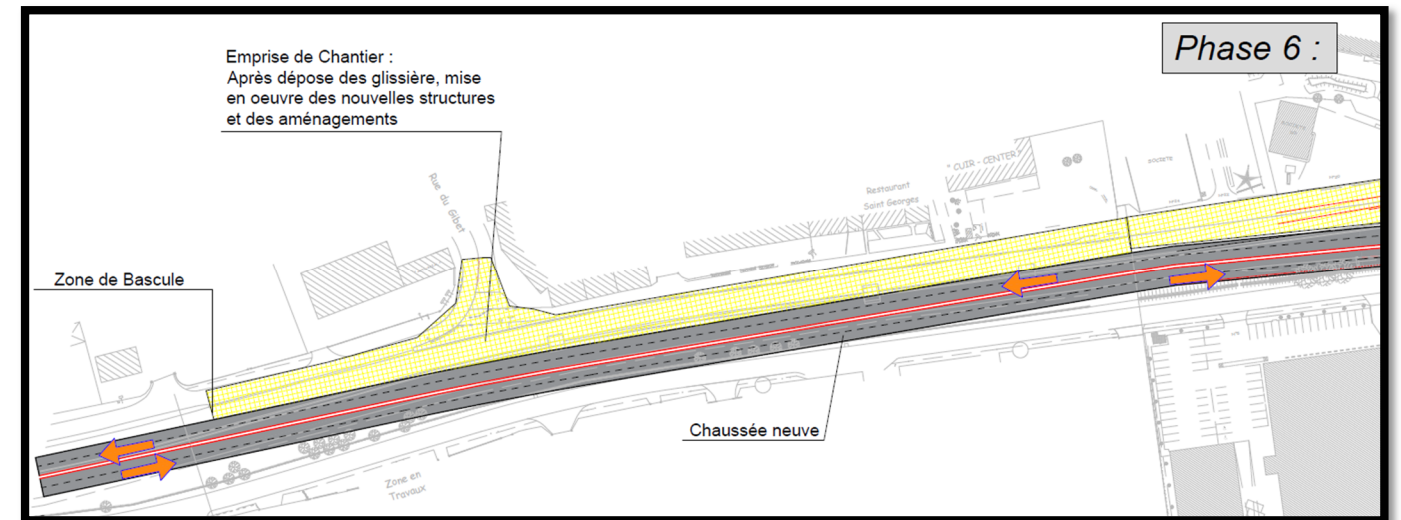 Phase 6 :
Emprise de Chantier :
Après dépose des glissière, mise
en oeuvre des nouvelles structures
et des aménagements
Rue du Gibet
Restaurant
Saint Georges
" CUIR - CENTER"
SOCIETE
Zone de Bascule
Chaussée neuve
Zone en
Travaux